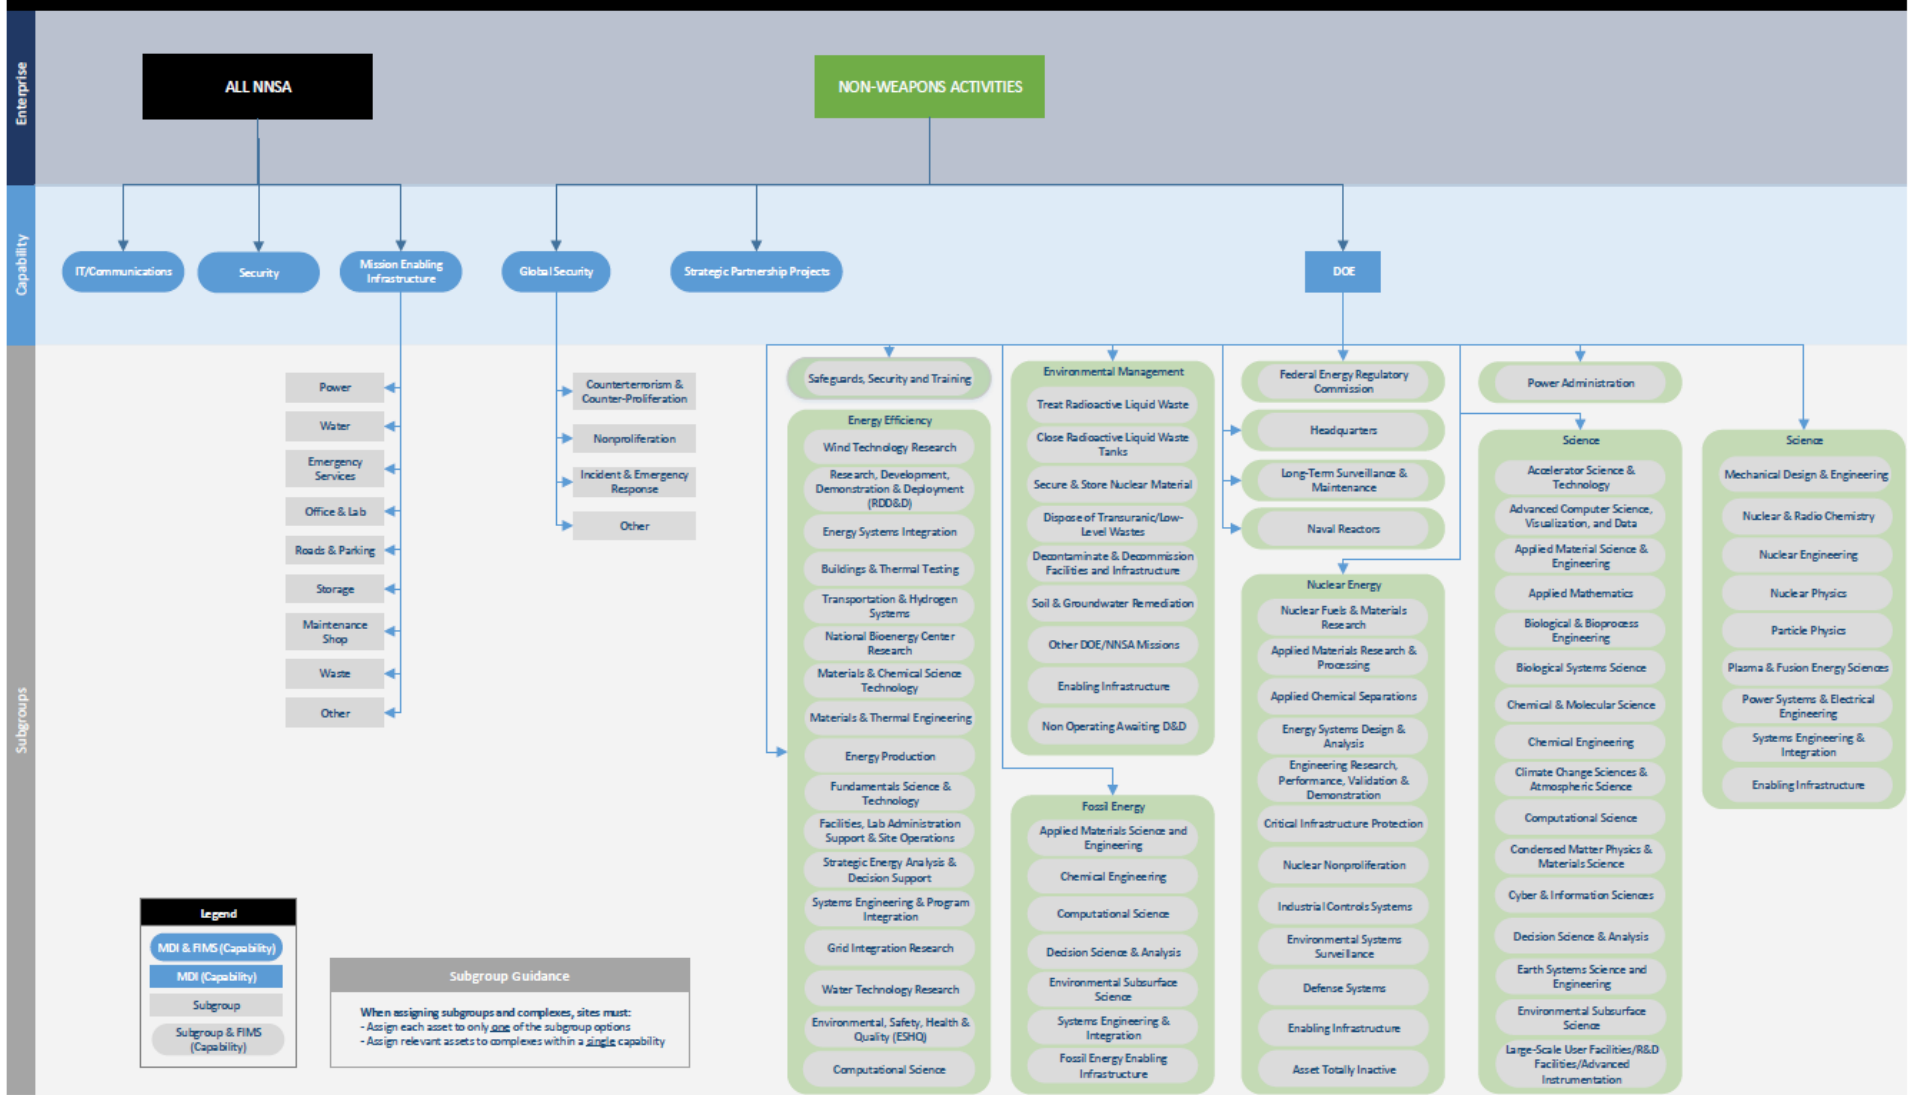 Enterprise
ALL NNSA
NON-WEAPONS ACTIVITIES
Capability
IT/Communications
Security
Mission Enabling
Infrastructure
Global Security
Strategic Partnership Projects
DOE
Subgroups
Power
Water
Emergency
Services
Office & Lab
Roads & Parking
Storage
Maintenance
Shop
Waste
Other
Counterterrorism &
Counter-Proliferation
Nonproliferation
Incident & Emergency
Response
Other
Safeguards, Security and Training
Energy Efficiency
Wind Technology Research
Research, Development,
Demonstration & Deployment
(RDD&D)
Energy Systems Integration
Buildings & Thermal Testing
Transportation & Hydrogen
Systems
National Bioenergy Center
Research
Materials & Chemical Science
Technology
Materials & Thermal Engineering
Energy Production
Fundamentals Science &
Technology
Facilities, Lab Administration
Support & Site Operations
Strategic Energy Analysis &
Decision Support
Systems Engineering & Program
Integration
Grid Integration Research
Water Technology Research
Environmental, Safety, Health &
Quality (ESHQ)
Computational Science
Environmental Management
Treat Radioactive Liquid Waste
Close Radioactive Liquid Waste
Tanks
Secure & Store Nuclear Material
Dispose of Transuranic/Low-
Level Wastes
Decontaminate & Decommission
Facilities and Infrastructure
Soil & Groundwater Remediation
Other DOE/NNSA Missions
Enabling Infrastructure
Non Operating Awaiting D&D
Fossil Energy
Applied Materials Science and
Engineering
Chemical Engineering
Computational Science
Decision Science & Analysis
Environmental Subsurface
Science
Systems Engineering &
Integration
Fossil Energy Enabling
Infrastructure
Federal Energy Regulatory
Commission
Headquarters
Long-Term Surveillance &
Maintenance
Naval Reactors
Nuclear Energy
Nuclear Fuels & Materials
Research
Applied Materials Research &
Processing
Applied Chemical Separations
Energy Systems Design &
Analysis
Engineering Research,
Performance, Validation &
Demonstration
Critical Infrastructure Protection
Nuclear Nonproliferation
Industrial Controls Systems
Environmental Systems
Surveillance
Defense Systems
Enabling Infrastructure
Asset Totally Inactive
Power Administration
Science
Accelerator Science &
Technology
Advanced Computer Science,
Visualization, and Data
Applied Material Science &
Engineering
Applied Mathematics
Biological & Bioprocess
Engineering
Biological Systems Science
Chemical & Molecular Science
Chemical Engineering
Climate Change Sciences &
Atmospheric Science
Computational Science
Condensed Matter Physics &
Materials Science
Cyber & Information Sciences
Decision Science & Analysis
Earth Systems Science and
Engineering
Environmental Subsurface
Science
Large-Scale User Facilities/R&D
Facilities/Advanced
Instrumentation
Science
Mechanical Design & Engineering
Nuclear & Radio Chemistry
Nuclear Engineering
Nuclear Physics
Particle Physics
Plasma & Fusion Energy Sciences
Power Systems & Electrical
Engineering
Systems Engineering &
Integration
Enabling Infrastructure
Legend
MDI & FIMS (Capability)
MDI (Capability)
Subgroup
Subgroup & FIMS
(Capability)
Subgroup Guidance
When assigning subgroups and complexes, sites must:
- Assign each asset to only one of the subgroup options
- Assign relevant assets to complexes within a single capability